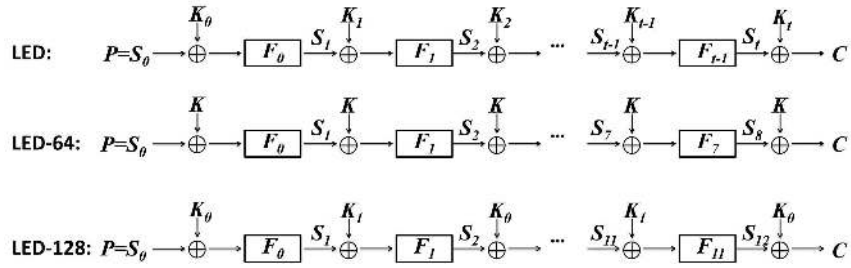 K₀ K₁ K₂ Kₜ₋₁ Kₜ
LED: P=S₀ F₀ S₁ F₁ S₂ ... Sₜ₋₁ Fₜ₋₁ Sₜ C
K K K K K
LED-64: P=S₀ F₀ S₁ F₁ S₂ ... S₇ F₇ S₈ C
K₀ K₁ K₀ K₁ K₀
LED-128: P=S₀ F₀ S₁ F₁ S₂ ... S₁₁ F₁₁ S₁₂ C